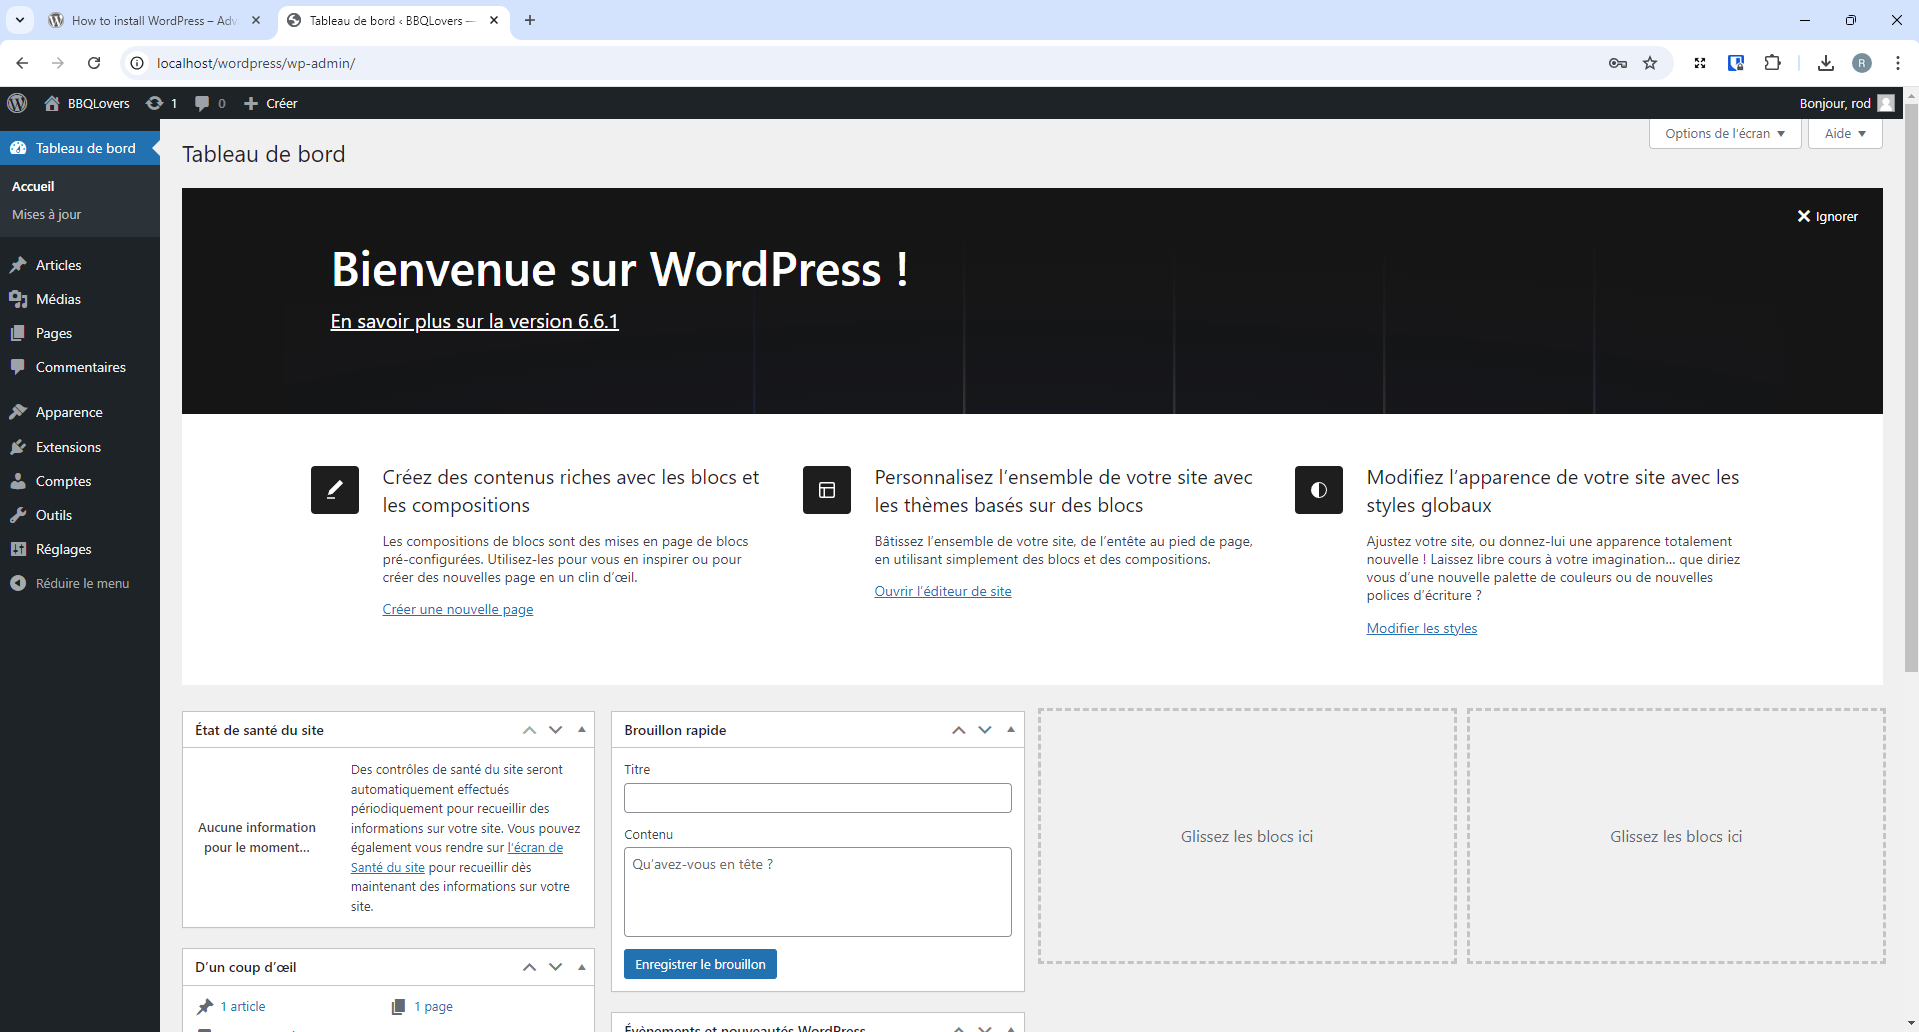 How to install WordPress – Adv
Tableau de bord ‹ BBQLovers —
localhost/wordpress/wp-admin/
R
BBQLovers
1
0
Créer
Bonjour, rod
Tableau de bord
Accueil
Mises à jour
Articles
Médias
Pages
Commentaires
Apparence
Extensions
Comptes
Outils
Réglages
Réduire le menu
Options de l’écran
Aide
Tableau de bord
Ignorer
Bienvenue sur WordPress !
En savoir plus sur la version 6.6.1
Créez des contenus riches avec les blocs et
les compositions
Les compositions de blocs sont des mises en page de blocs
pré-configurées. Utilisez-les pour vous en inspirer ou pour
créer des nouvelles page en un clin d’œil.
Créer une nouvelle page
Personnalisez l’ensemble de votre site avec
les thèmes basés sur des blocs
Bâtissez l’ensemble de votre site, de l’entête au pied de page,
en utilisant simplement des blocs et des compositions.
Ouvrir l’éditeur de site
Modifiez l’apparence de votre site avec les
styles globaux
Ajustez votre site, ou donnez-lui une apparence totalement
nouvelle ! Laissez libre cours à votre imagination… que diriez
vous d’une nouvelle palette de couleurs ou de nouvelles
polices d’écriture ?
Modifier les styles
État de santé du site
Aucune information
pour le moment…
Des contrôles de santé du site seront
automatiquement effectués
périodiquement pour recueillir des
informations sur votre site. Vous pouvez
également vous rendre sur l’écran de
Santé du site pour recueillir dès
maintenant des informations sur votre
site.
D’un coup d’œil
1 article
1 page
Brouillon rapide
Titre
Contenu
Qu’avez-vous en tête ?
Enregistrer le brouillon
Évènements et nouveautés WordPress
Glissez les blocs ici
Glissez les blocs ici